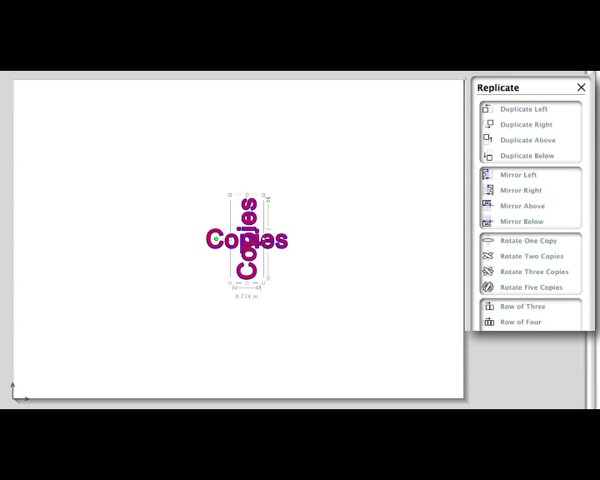 Replicate
Duplicate Left
Duplicate Right
Duplicate Above
Duplicate Below
Mirror Left
Mirror Right
Mirror Above
Mirror Below
Rotate One Copy
Rotate Two Copies
Rotate Three Copies
Rotate Five Copies
Row of Three
Row of Four
Copies
Copies
0.724 in